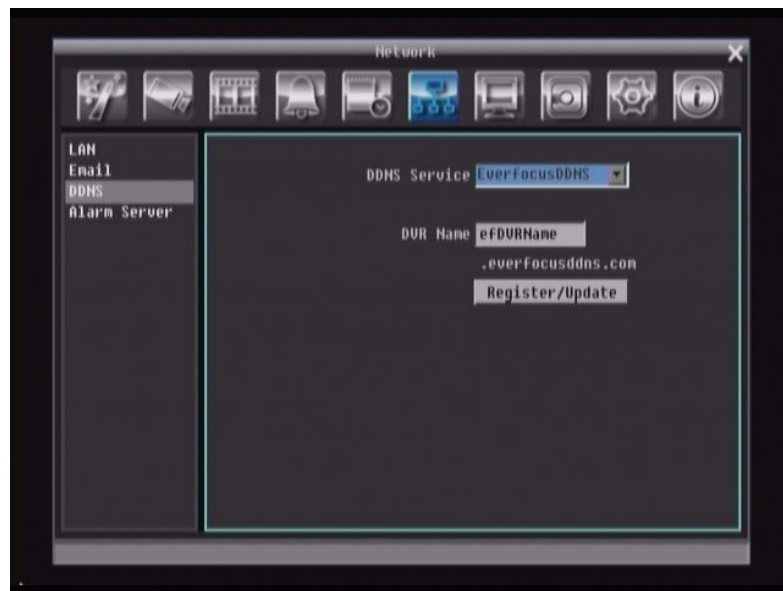 Network
LAN
Email
DDNS
Alarm Server
DDNS Service EverFocusDDNS
DVR Name efDVRName
.everfocusddns.com
Register/Update